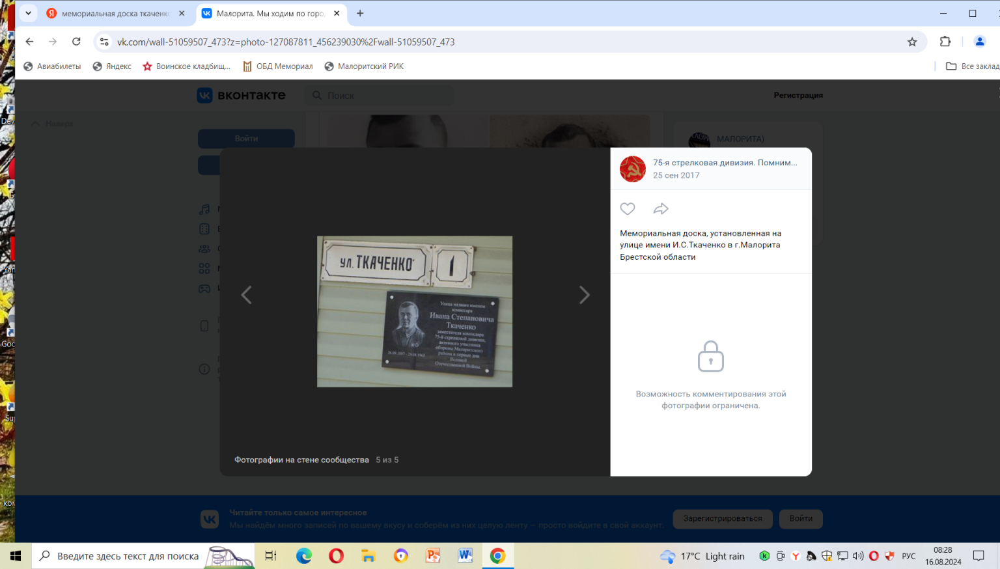 мемориальная доска ткаченко
Малорита. Мы ходим по горо
vk.com/wall-51059507_473?z=photo-127087811_456239030%2Fwall-51059507_473
Авиабилеты
Яндекс
Воинское кладбищ...
ОБД Мемориал
Малоритский РИК
Все заклад
вконтакте
Поиск
Регистрация
Наверх
Войти
МАЛОРИТА)
75-я стрелковая дивизия. Помним...
25 сен 2017
Мемориальная доска, установленная на
улице имени И.С.Ткаченко в г.Малорита
Брестской области
ул. ТКАЧЕНКО
1
Улица названа именем
комиссара
Ивана Степановича
Ткаченко
заместителя командира
75-й стрелковой дивизии,
активного участника
обороны Малоритского
района в первые дни
Великой
Отечественной Войны.
Возможность комментирования этой
фотографии ограничена.
Фотографии на стене сообщества 5 из 5
Читайте только самое интересное
Мы найдём много записей по вашему вкусу и соберём из них целую ленту — просто войдите в свой аккаунт.
Зарегистрироваться
Войти
Введите здесь текст для поиска
17°C Light rain
РУС
08:28
16.08.2024